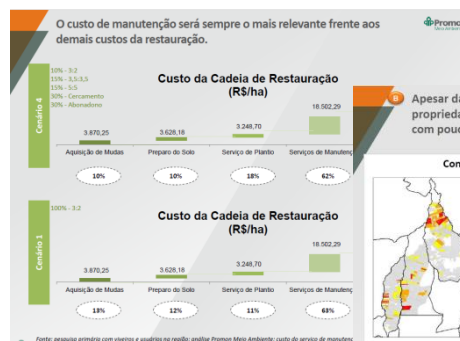 O custo de manutenção será sempre o mais relevante frente aos
demais custos da restauração.
Promon
Cenário 4
10% - 3:2
15% - 3,5:3,5
15% - 5:5
30% - Cercamento
30% - Abandono
Custo da Cadeia de Restauração
(R$/ha)
3.870,25
3.628,18
3.248,70
18.502,29
Aquisição de Mudas
Preparo do Solo
Serviço de Plantio
Serviços de Manutenç
10%
10%
18%
62%
Cenário 1
100% - 3:2
Custo da Cadeia de Restauração
(R$/ha)
3.870,25
3.628,18
3.248,70
18.502,29
Aquisição de Mudas
Preparo do Solo
Serviço de Plantio
Serviços de Manutenç
13%
12%
11%
63%
Fonte: pesquisa primária com viveiros e usuários na região; análise Promon Meio Ambiente; custo do serviço de manutenç
B
Apesar da
propriedа
com pouc
Con